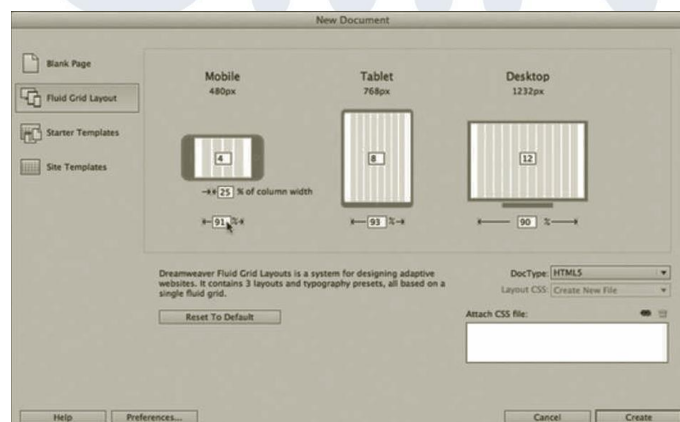 New Document
Blank Page
Fluid Grid Layout
Starter Templates
Site Templates
Mobile
480px
Tablet
768px
Desktop
1232px
4
8
12
25 % of column width
91 %
93 %
90 %
Dreamweaver Fluid Grid Layouts is a system for designing adaptive
websites. It contains 3 layouts and typography presets, all based on a
single fluid grid.
Reset To Default
DocType: HTML5
Layout CSS: Create New File
Attach CSS file:
Help
Preferences...
Cancel
Create